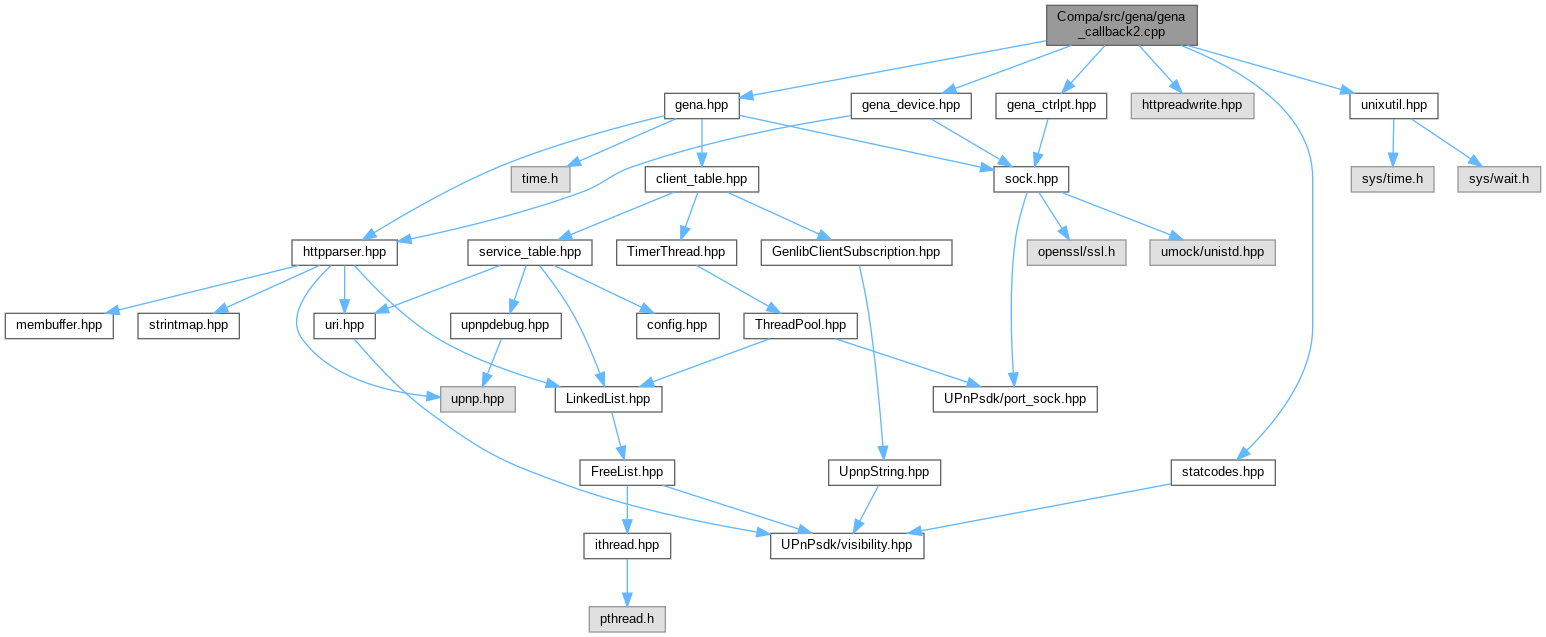 Compa/src/gena/gena
_callback2.cpp
gena.hpp
gena_device.hpp
gena_ctrlpt.hpp
httpreadwrite.hpp
unixutil.hpp
time.h
client_table.hpp
sock.hpp
sys/time.h
sys/wait.h
httpparser.hpp
service_table.hpp
TimerThread.hpp
GenlibClientSubscription.hpp
openssl/ssl.h
umock/unistd.hpp
membuffer.hpp
strintmap.hpp
uri.hpp
upnpdebug.hpp
config.hpp
ThreadPool.hpp
upnp.hpp
LinkedList.hpp
UPnPsdk/port_sock.hpp
FreeList.hpp
UpnpString.hpp
statcodes.hpp
ithread.hpp
UPnPsdk/visibility.hpp
pthread.h